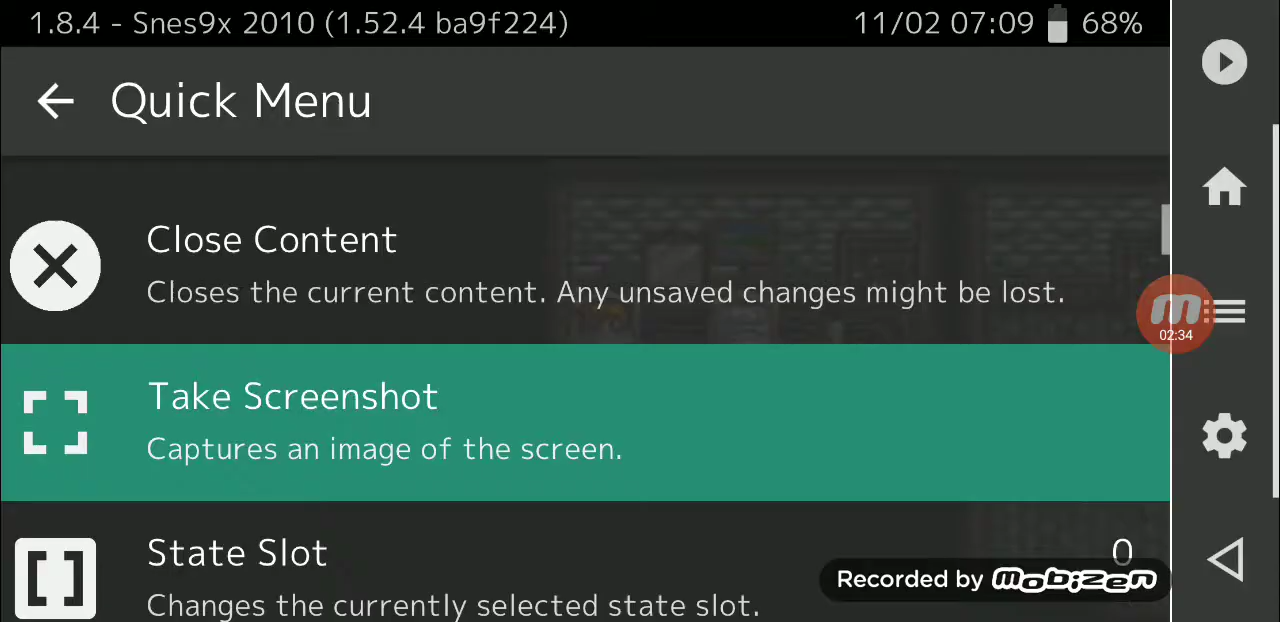 1.8.4 - Snes9x 2010 (1.52.4 ba9f224) 11/02 07:09 68%
Quick Menu
Close Content
Closes the current content. Any unsaved changes might be lost.
m
02:34
Take Screenshot
Captures an image of the screen.
State Slot 0
Changes the currently selected state slot.
Recorded by mobizen